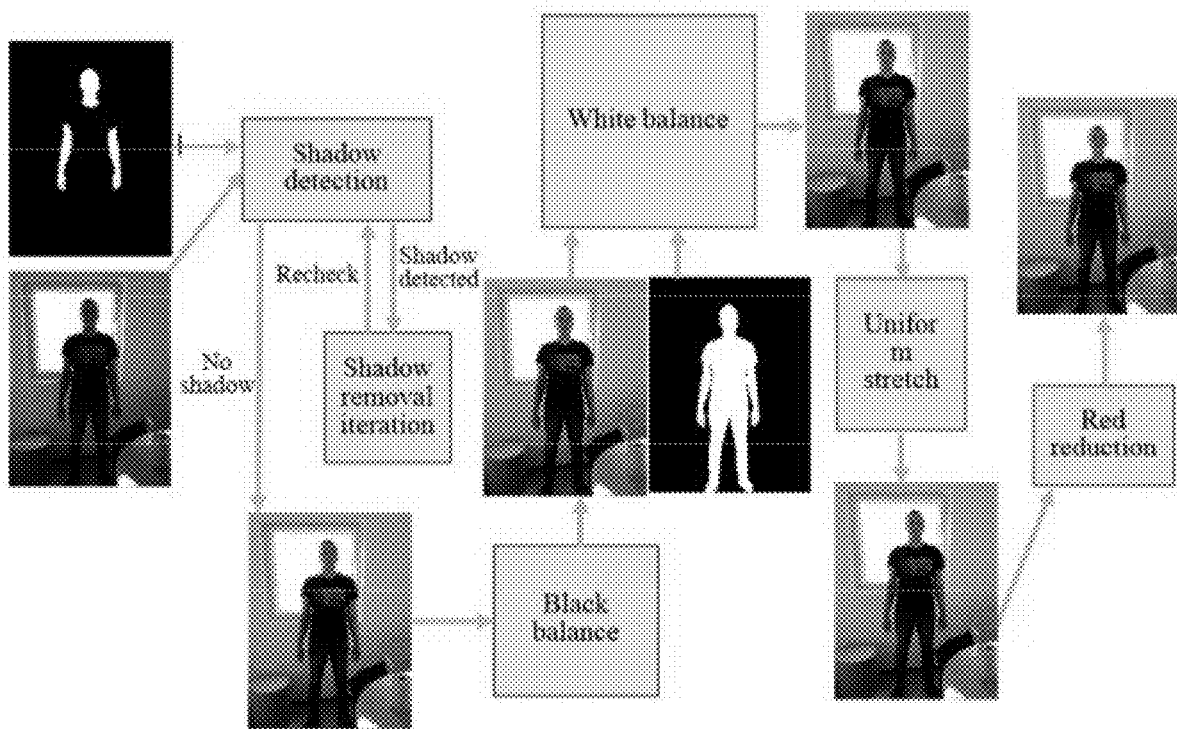 Shadow
detection
Recheck
Shadow
detected
No
shadow
Shadow
removal
iteration
Black
balance
White balance
Unifor
m
stretch
Red
reduction